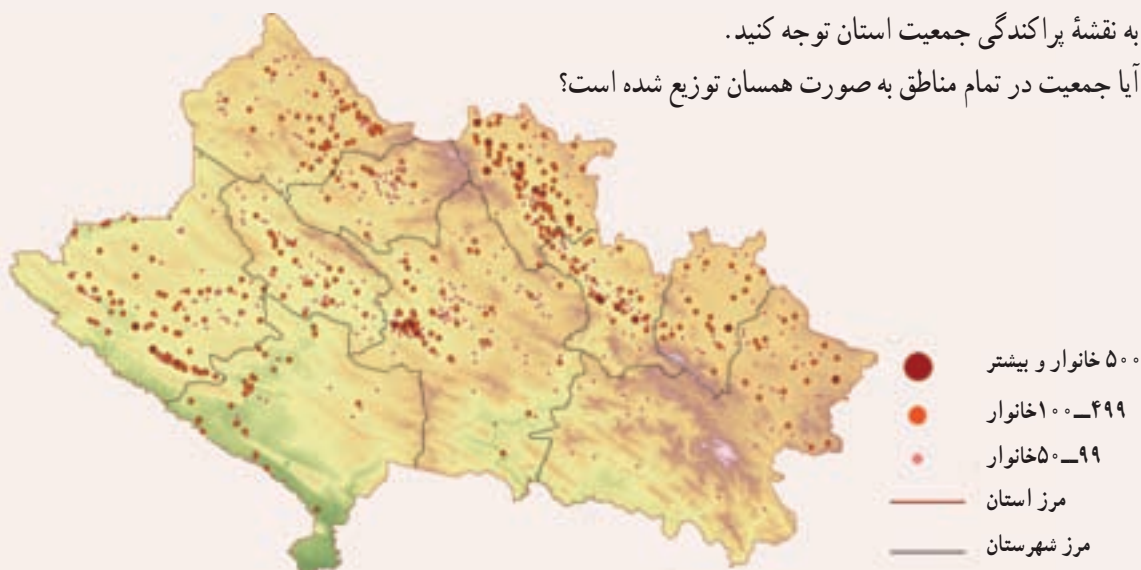 به نقشهٔ پراکندگی جمعیت استان توجه کنید.
آیا جمعیت در تمام مناطق به صورت همسان توزیع شده است؟
۵۰۰ خانوار و بیشتر
۴۹۹ــ۱۰۰خانوار
۹۹ــ۵۰خانوار
مرز استان
مرز شهرستان